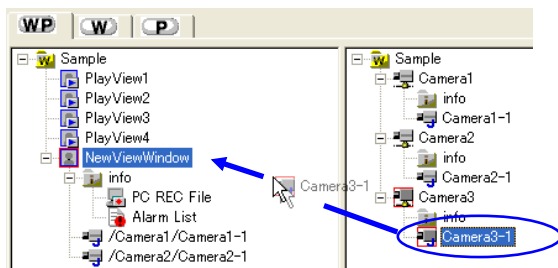 WP W P
Sample
PlayView1
PlayView2
PlayView3
PlayView4
NewViewWindow
info
PC REC File
Alarm List
/Camera1/Camera1-1
/Camera2/Camera2-1
Camera3-1
Sample
Camera1
info
Camera1-1
Camera2
info
Camera2-1
Camera3
info
Camera3-1